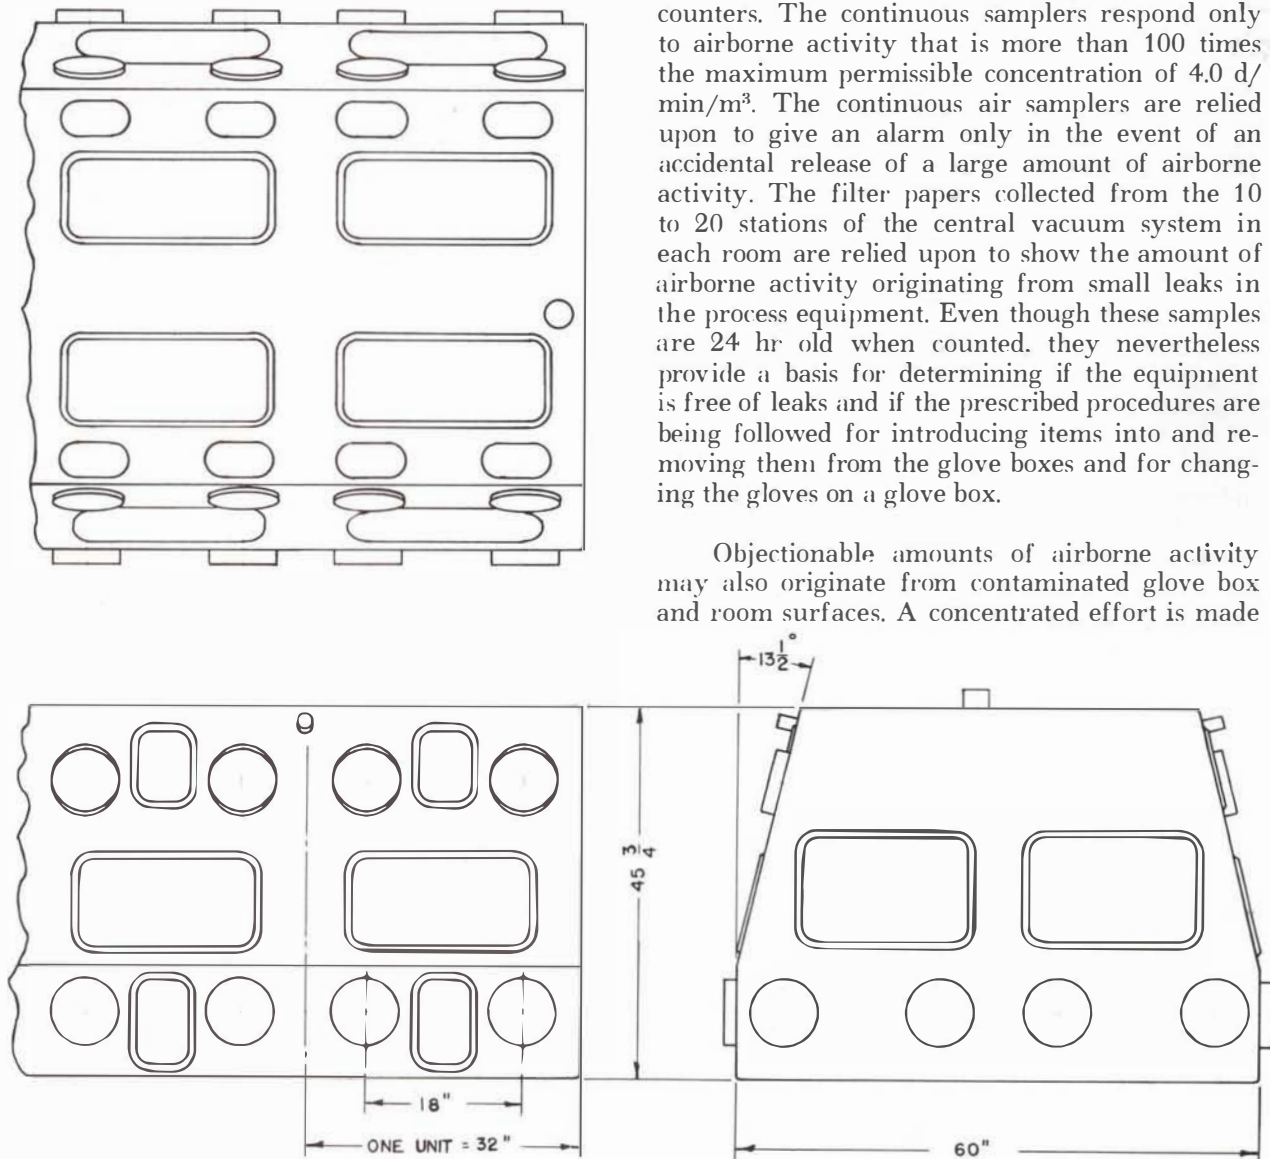 counters. The continuous samplers respond only
to airborne activity that is more than 100 times
the maximum permissible concentration of 4.0 d/
min/m³. The continuous air samplers are relied
upon to give an alarm only in the event of an
accidental release of a large amount of airborne
activity. The filter papers collected from the 10
to 20 stations of the central vacuum system in
each room are relied upon to show the amount of
airborne activity originating from small leaks in
the process equipment. Even though these samples
are 24 hr old when counted. they nevertheless
provide a basis for determining if the equipment
is free of leaks and if the prescribed procedures are
being followed for introducing items into and re-
moving them from the glove boxes and for chang-
ing the gloves on a glove box.
Objectionable amounts of airborne activity
may also originate from contaminated glove box
and room surfaces. A concentrated effort is made
13 1/2°
45 3/4
18"
ONE UNIT = 32"
60"